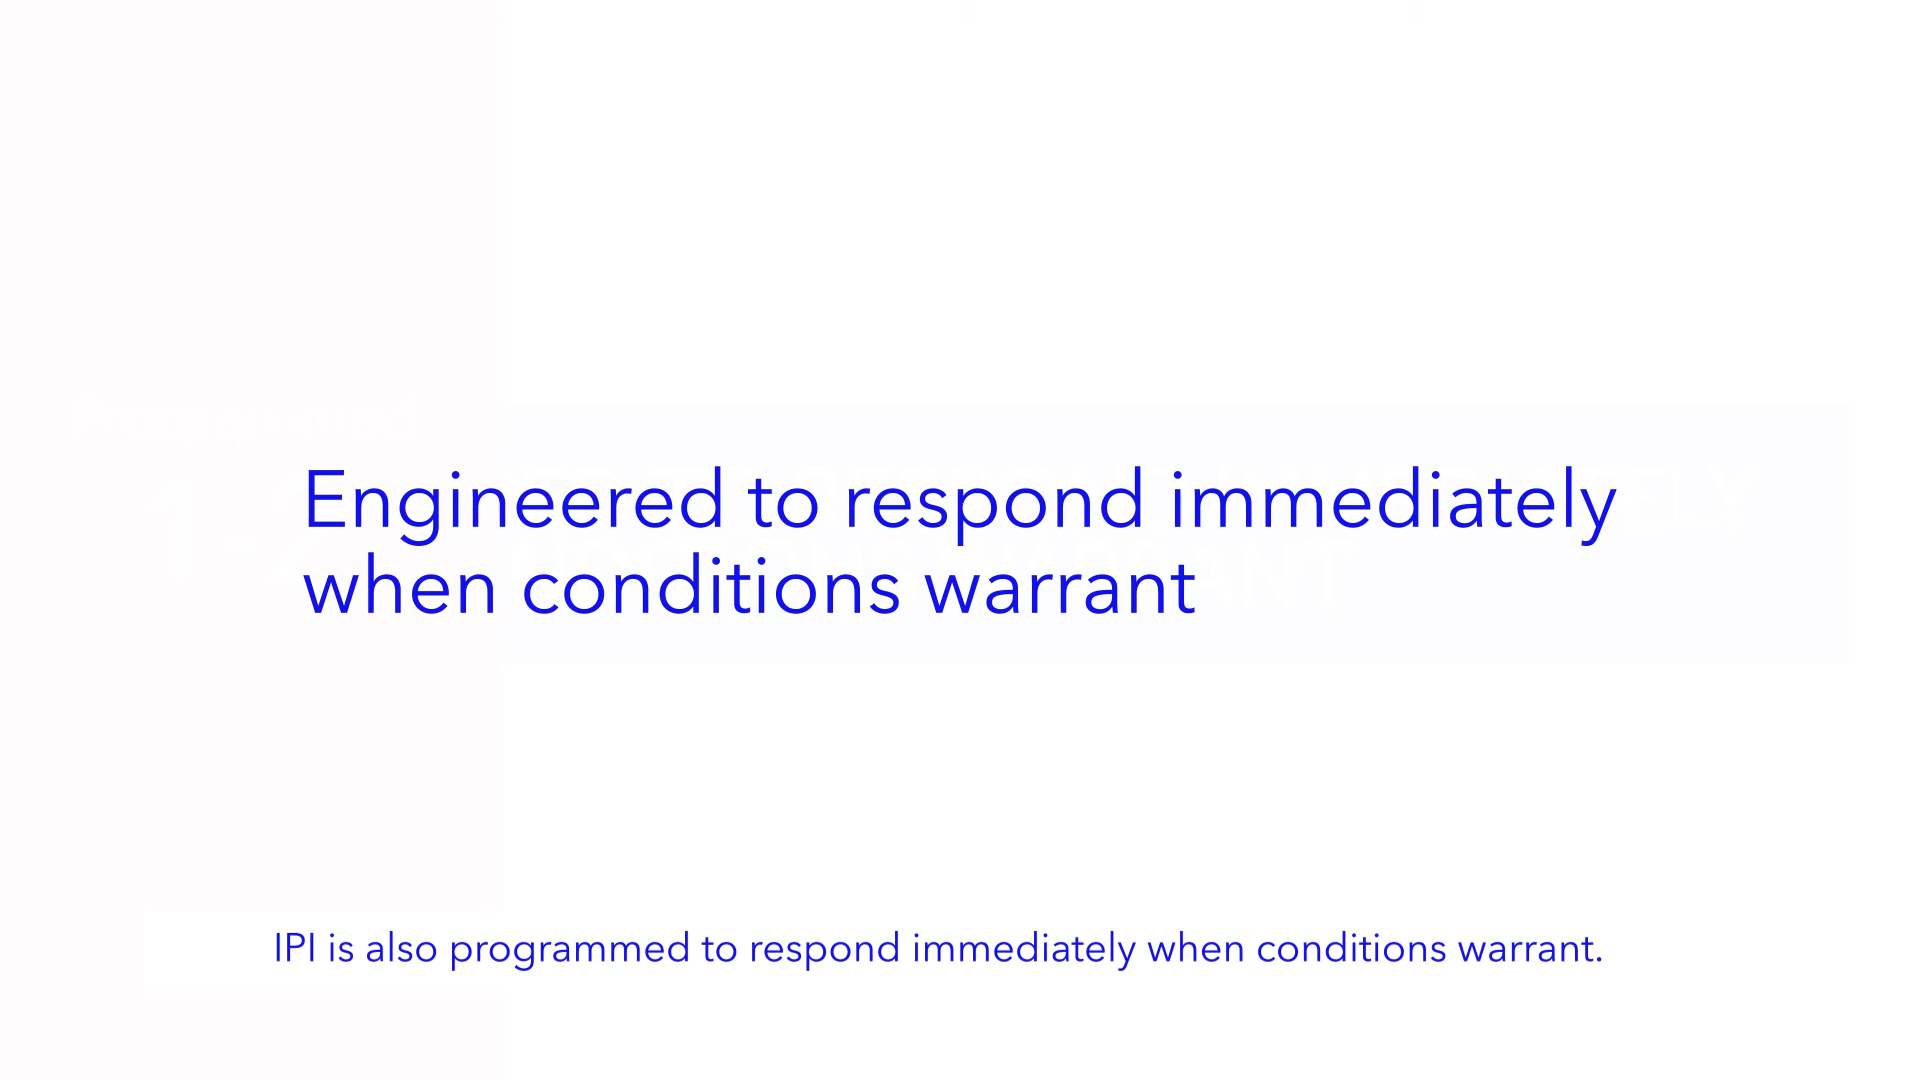 Engineered to respond immediately
when conditions warrant
IPI is also programmed to respond immediately when conditions warrant.